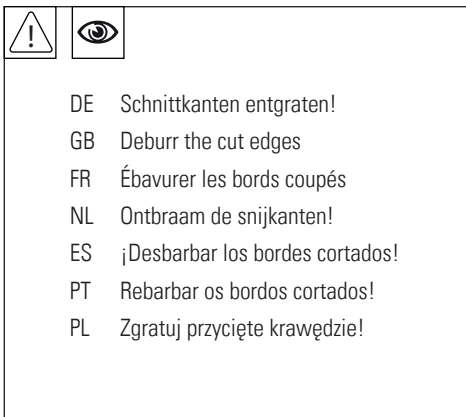 DE Schnittkanten entgraten!
GB Deburr the cut edges
FR Ébavurer les bords coupés
NL Ontbraam de snijkanten!
ES ¡Desbarbar los bordes cortados!
PT Rebarbar os bordos cortados!
PL Zgratuj przycięte krawędzie!